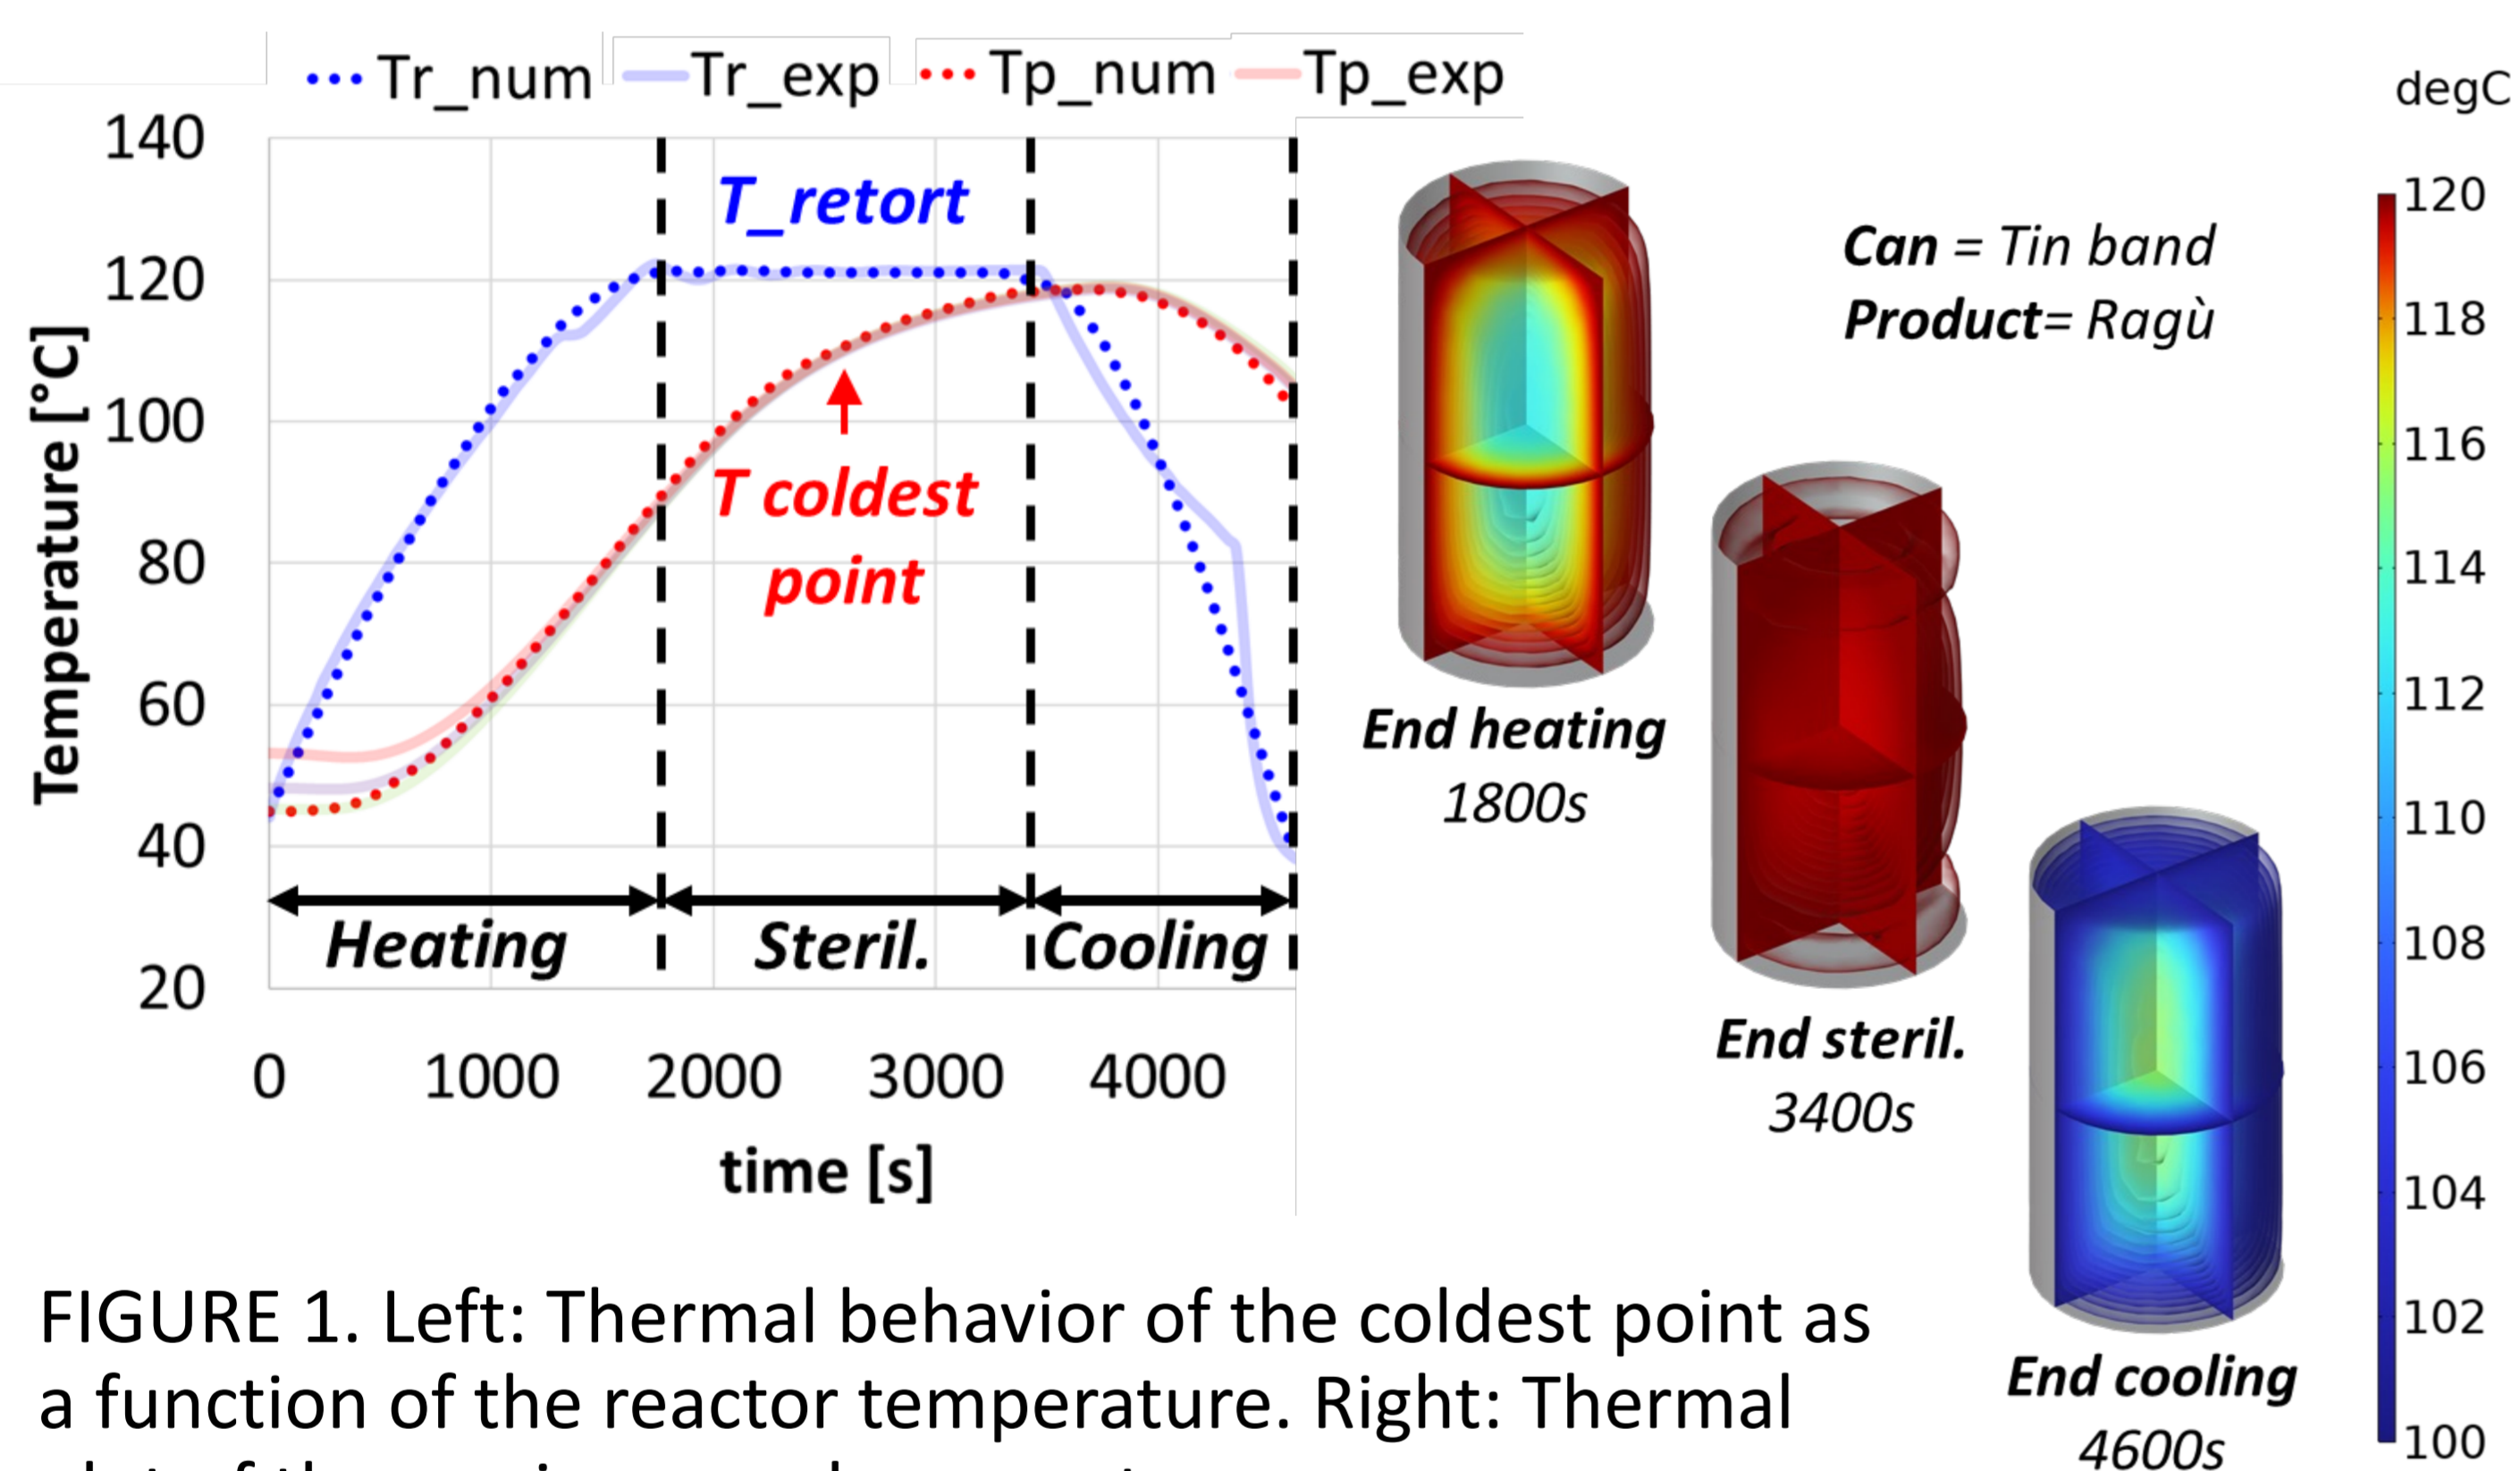 Tr_num Tr_exp Tp_num Tp_exp
140
120
100
80
60
40
20
Temperature [°C]
T_retort
T coldest
point
Heating Steril. Cooling
0 1000 2000 3000 4000
time [s]
End heating
1800s
Can = Tin band
Product= Ragù
End steril.
3400s
End cooling
4600s
degC
120
118
116
114
112
110
108
106
104
102
100
FIGURE 1. Left: Thermal behavior of the coldest point as
a function of the reactor temperature. Right: Thermal